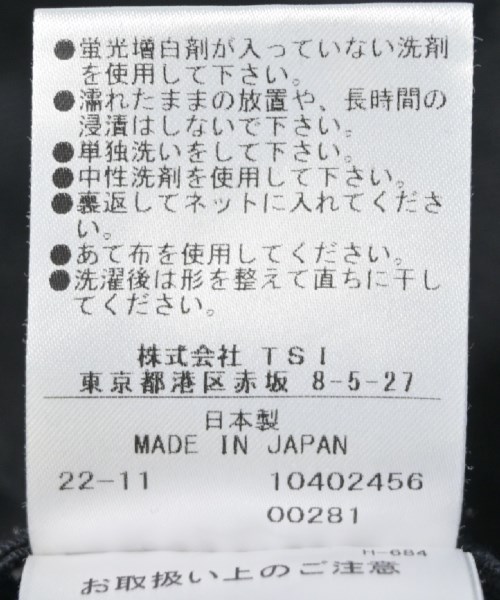 ●蛍光増白剤が入っていない洗剤
を使用して下さい。
●濡れたままの放置や、長時間の
浸漬はしないで下さい。
●単独洗いをして下さい。
●中性洗剤を使用して下さい。
●裏返してネットに入れてくださ
い。
●あて布を使用してください。
●洗濯後は形を整えて直ちに干し
てください。
株式会社 TSI
東京都港区赤坂 8-5-27
日本製
MADE IN JAPAN
22-11 10402456
00281
H-684
お取扱い上のご注意